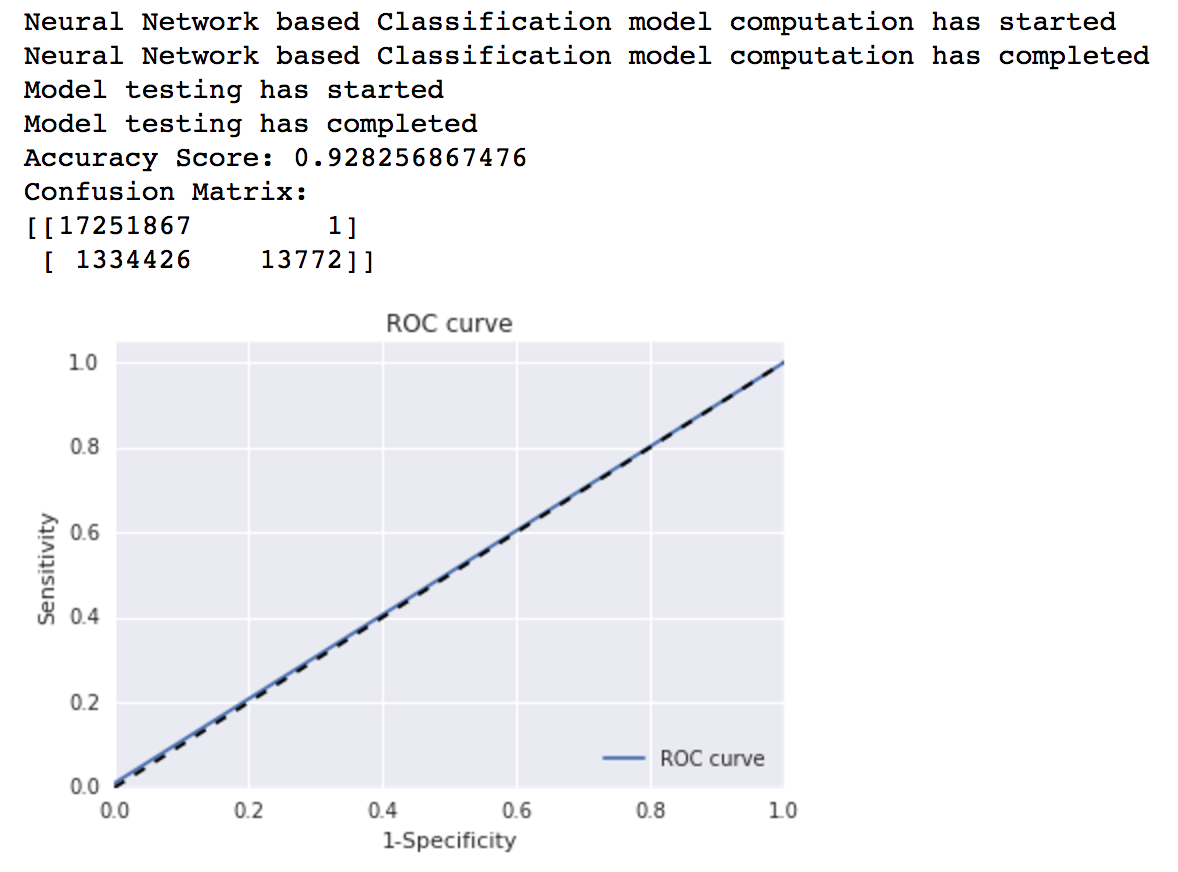 Neural Network based Classification model computation has started
Neural Network based Classification model computation has completed
Model testing has started
Model testing has completed
Accuracy Score: 0.928256867476
Confusion Matrix:
[[17251867        1]
 [ 1334426    13772]]
ROC curve
1.0
0.8
0.6
0.4
0.2
0.0
Sensitivity
ROC curve
0.0 0.2 0.4 0.6 0.8 1.0
1-Specificity